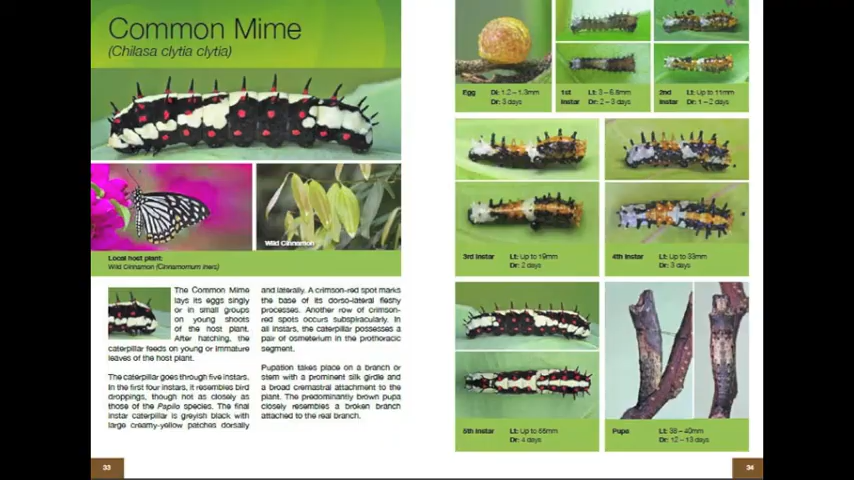 Common Mime
(Chilasa clytia clytia)
Wild Cinnamon
Local host plant:
Wild Cinnamon (Cinnamomum iners)
The Common Mime
lays its eggs singly
or in small groups
on young shoots
of the host plant.
After hatching, the
caterpillar feeds on young or immature
leaves of the host plant.
The caterpillar goes through five instars.
In the first four instars, it resembles bird
droppings, though not as closely as
those of the Papilio species. The final
instar caterpillar is greyish black with
large creamy-yellow patches dorsally
and laterally. A crimson-red spot marks
the base of its dorso-lateral fleshy
processes. Another row of crimson-
red spots occurs subspiracularly. In
all instars, the caterpillar possesses a
pair of osmeterium in the prothoracic
segment.
Pupation takes place on a branch or
stem with a prominent silk girdle and
a broad cremastral attachment to the
plant. The predominantly brown pupa
closely resembles a broken branch
attached to the real branch.
33
Egg Di: 1.2 – 1.3mm
Dr: 3 days
1st Lt: 3 – 6.8mm
Instar Dr: 2 – 3 days
2nd Lt: Up to 11mm
Instar Dr: 1 – 2 days
3rd Instar Lt: Up to 19mm
Dr: 2 days
4th Instar Lt: Up to 33mm
Dr: 3 days
5th Instar Lt: Up to 55mm
Dr: 4 days
Pupa Lt: 38 – 40mm
Dr: 12 – 13 days
34